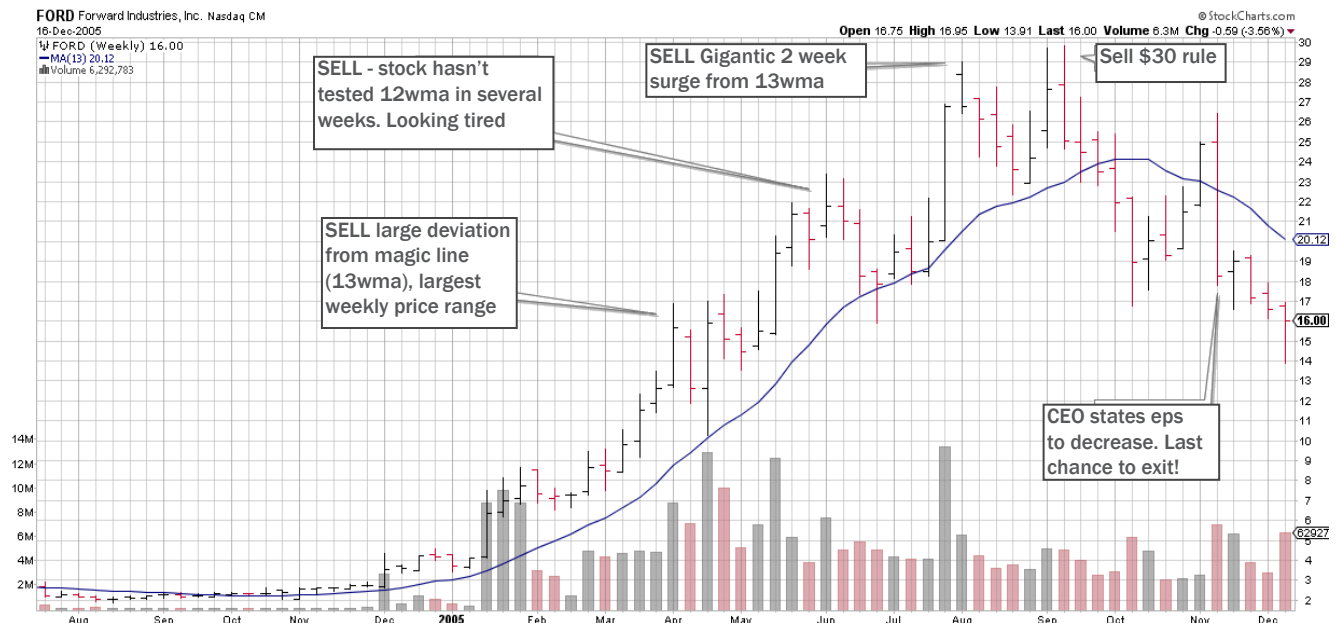 FORD Forward Industries, Inc. Nasdaq CM
© StockCharts.com
16-Dec-2005
Open 16.75 High 16.95 Low 13.91 Last 16.00 Volume 6.3M Chg -0.59 (-3.56%)
FORD (Weekly) 16.00
MA(13) 20.12
Volume 6,292,783
SELL - stock hasn't
tested 12wma in several
weeks. Looking tired
SELL Gigantic 2 week
surge from 13wma
Sell $30 rule
SELL large deviation
from magic line
(13wma), largest
weekly price range
CEO states eps
to decrease. Last
chance to exit!
30
29
28
27
26
25
24
23
22
21
20.12
19
18
17
16.00
15
14
13
12
11
10
9
8
7
6
62927
5
4
3
2
14M
12M
10M
8M
6M
4M
2M
Aug Sep Oct Nov Dec 2005 Feb Mar Apr May Jun Jul Aug Sep Oct Nov Dec